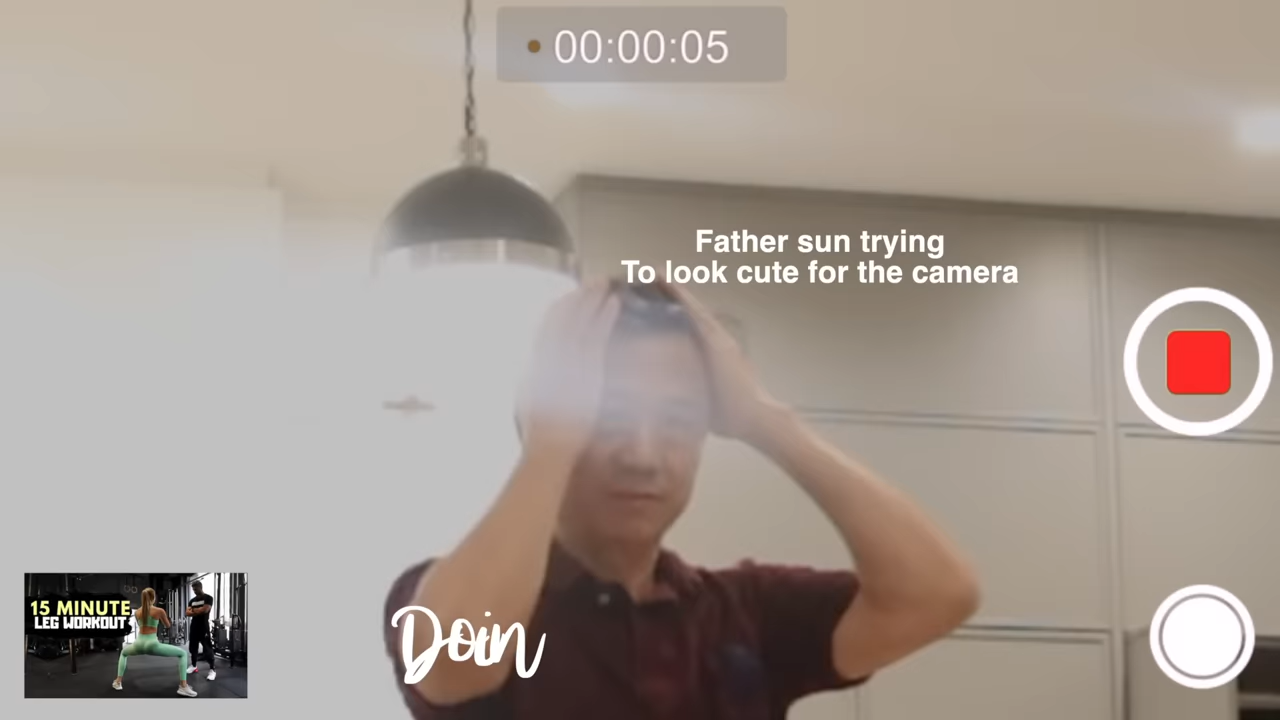 00:00:05
Father sun trying
To look cute for the camera
15 MINUTE
LEG WORKOUT
Doin